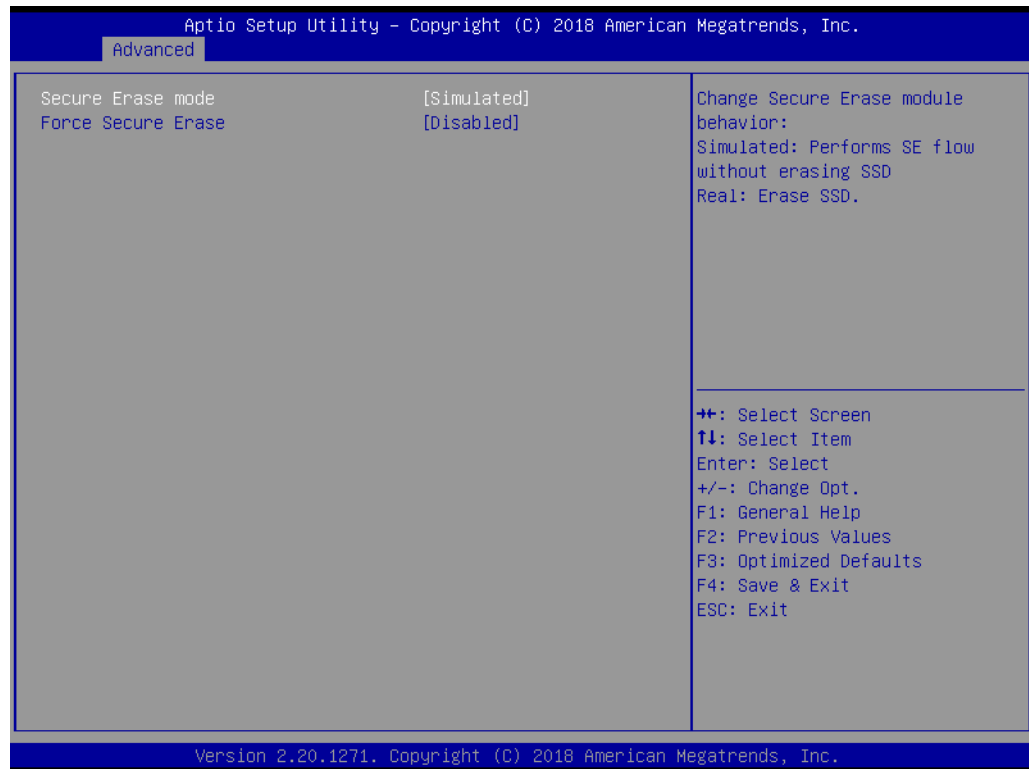 Aptio Setup Utility – Copyright (C) 2018 American Megatrends, Inc.
Advanced
Secure Erase mode [Simulated]
Force Secure Erase [Disabled]
Change Secure Erase module
behavior:
Simulated: Performs SE flow
without erasing SSD
Real: Erase SSD.
→←: Select Screen
↑↓: Select Item
Enter: Select
+/-: Change Opt.
F1: General Help
F2: Previous Values
F3: Optimized Defaults
F4: Save & Exit
ESC: Exit
Version 2.20.1271. Copyright (C) 2018 American Megatrends, Inc.